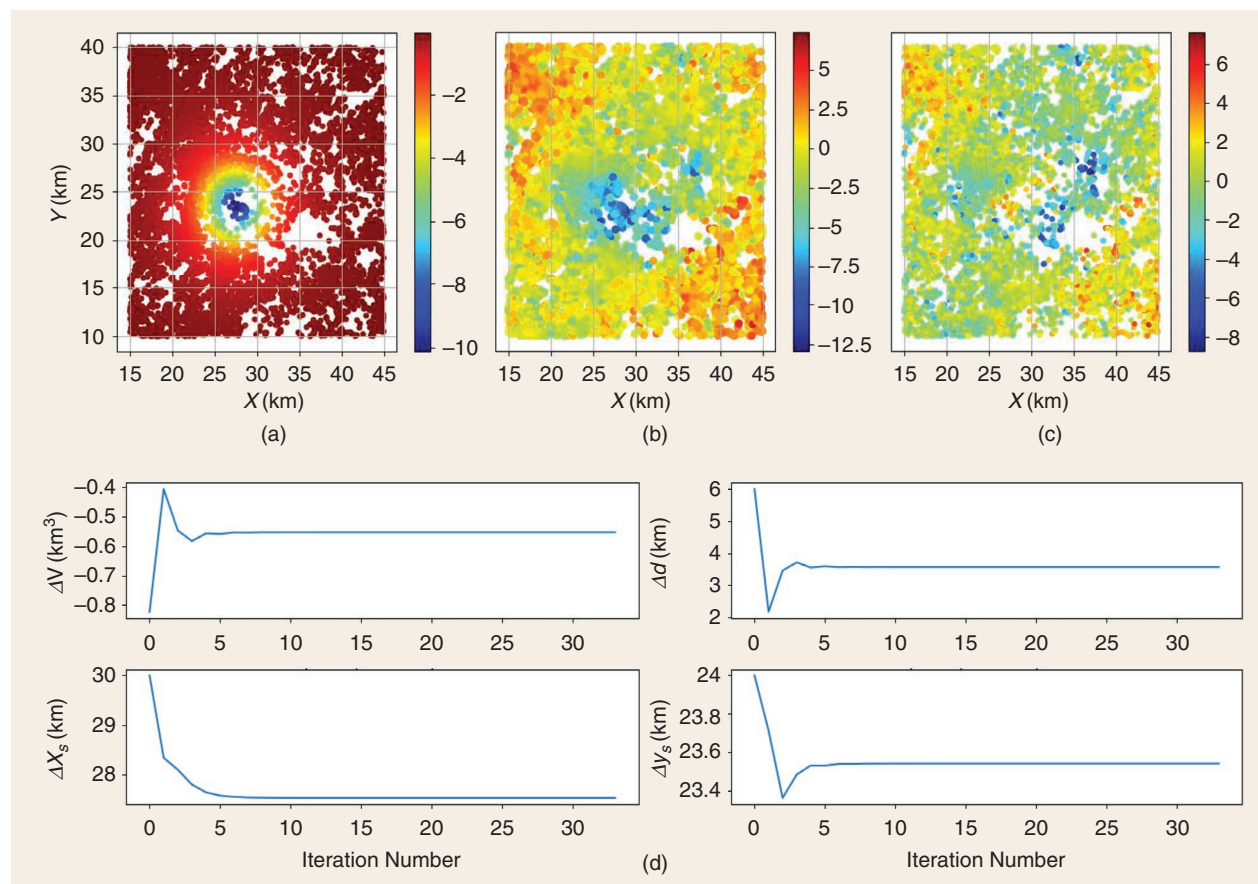 40
35
30
25
20
15
10
Y (km)
15 20 25 30 35 40 45
X (km)
(a)
–2
–4
–6
–8
–10
15 20 25 30 35 40 45
X (km)
(b)
5
2.5
0
–2.5
–5
–7.5
–10
–12.5
15 20 25 30 35 40 45
X (km)
(c)
6
4
2
0
–2
–4
–6
–8
–0.4
–0.5
–0.6
–0.7
–0.8
ΔV (km³)
0 5 10 15 20 25 30
6
5
4
3
2
Δd (km)
0 5 10 15 20 25 30
30
29
28
ΔXₛ (km)
0 5 10 15 20 25 30
Iteration Number
24
23.8
23.6
23.4
Δyₛ (km)
0 5 10 15 20 25 30
Iteration Number
(d)